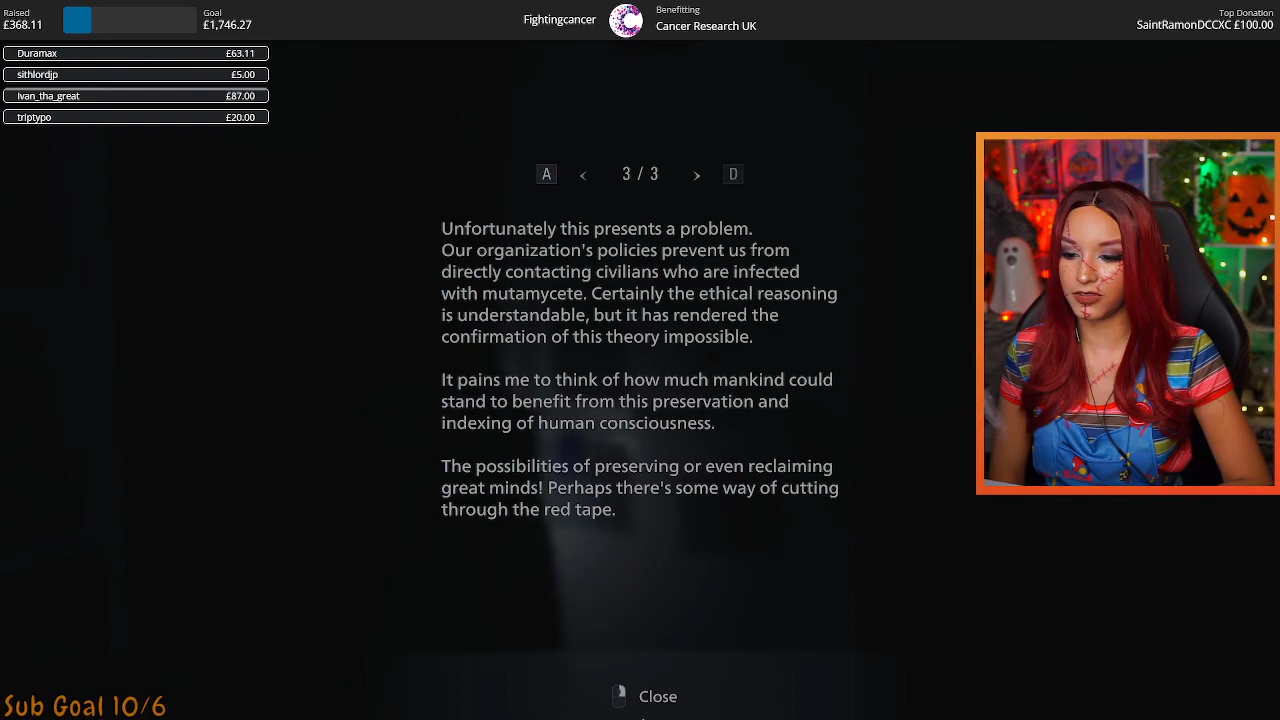 Raised
£368.11
Goal
£1,746.27
Fightingcancer
Benefitting
Cancer Research UK
Top Donation
SaintRamonDCCXC £100.00
Duramax £63.11
sithlordjp £5.00
Ivan_tha_great £87.00
triptypo £20.00
A < 3 / 3 > D
Unfortunately this presents a problem.
Our organization's policies prevent us from
directly contacting civilians who are infected
with mutamycete. Certainly the ethical reasoning
is understandable, but it has rendered the
confirmation of this theory impossible.
It pains me to think of how much mankind could
stand to benefit from this preservation and
indexing of human consciousness.
The possibilities of preserving or even reclaiming
great minds! Perhaps there's some way of cutting
through the red tape.
Close
Sub Goal 10/6